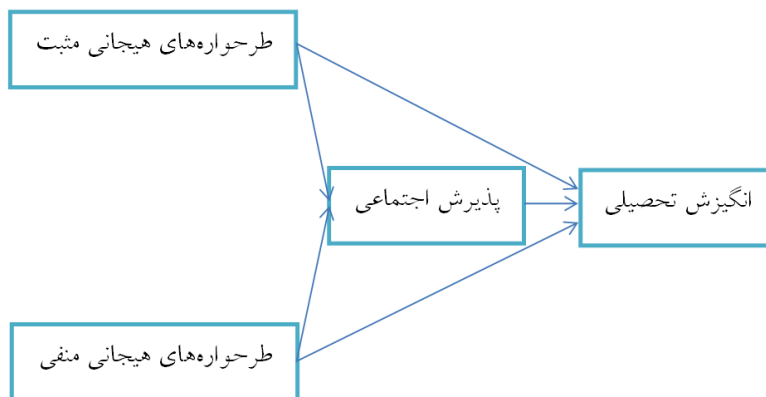 طرحواره‌های هیجانی مثبت
پذیرش اجتماعی
انگیزش تحصیلی
طرحواره‌های هیجانی منفی